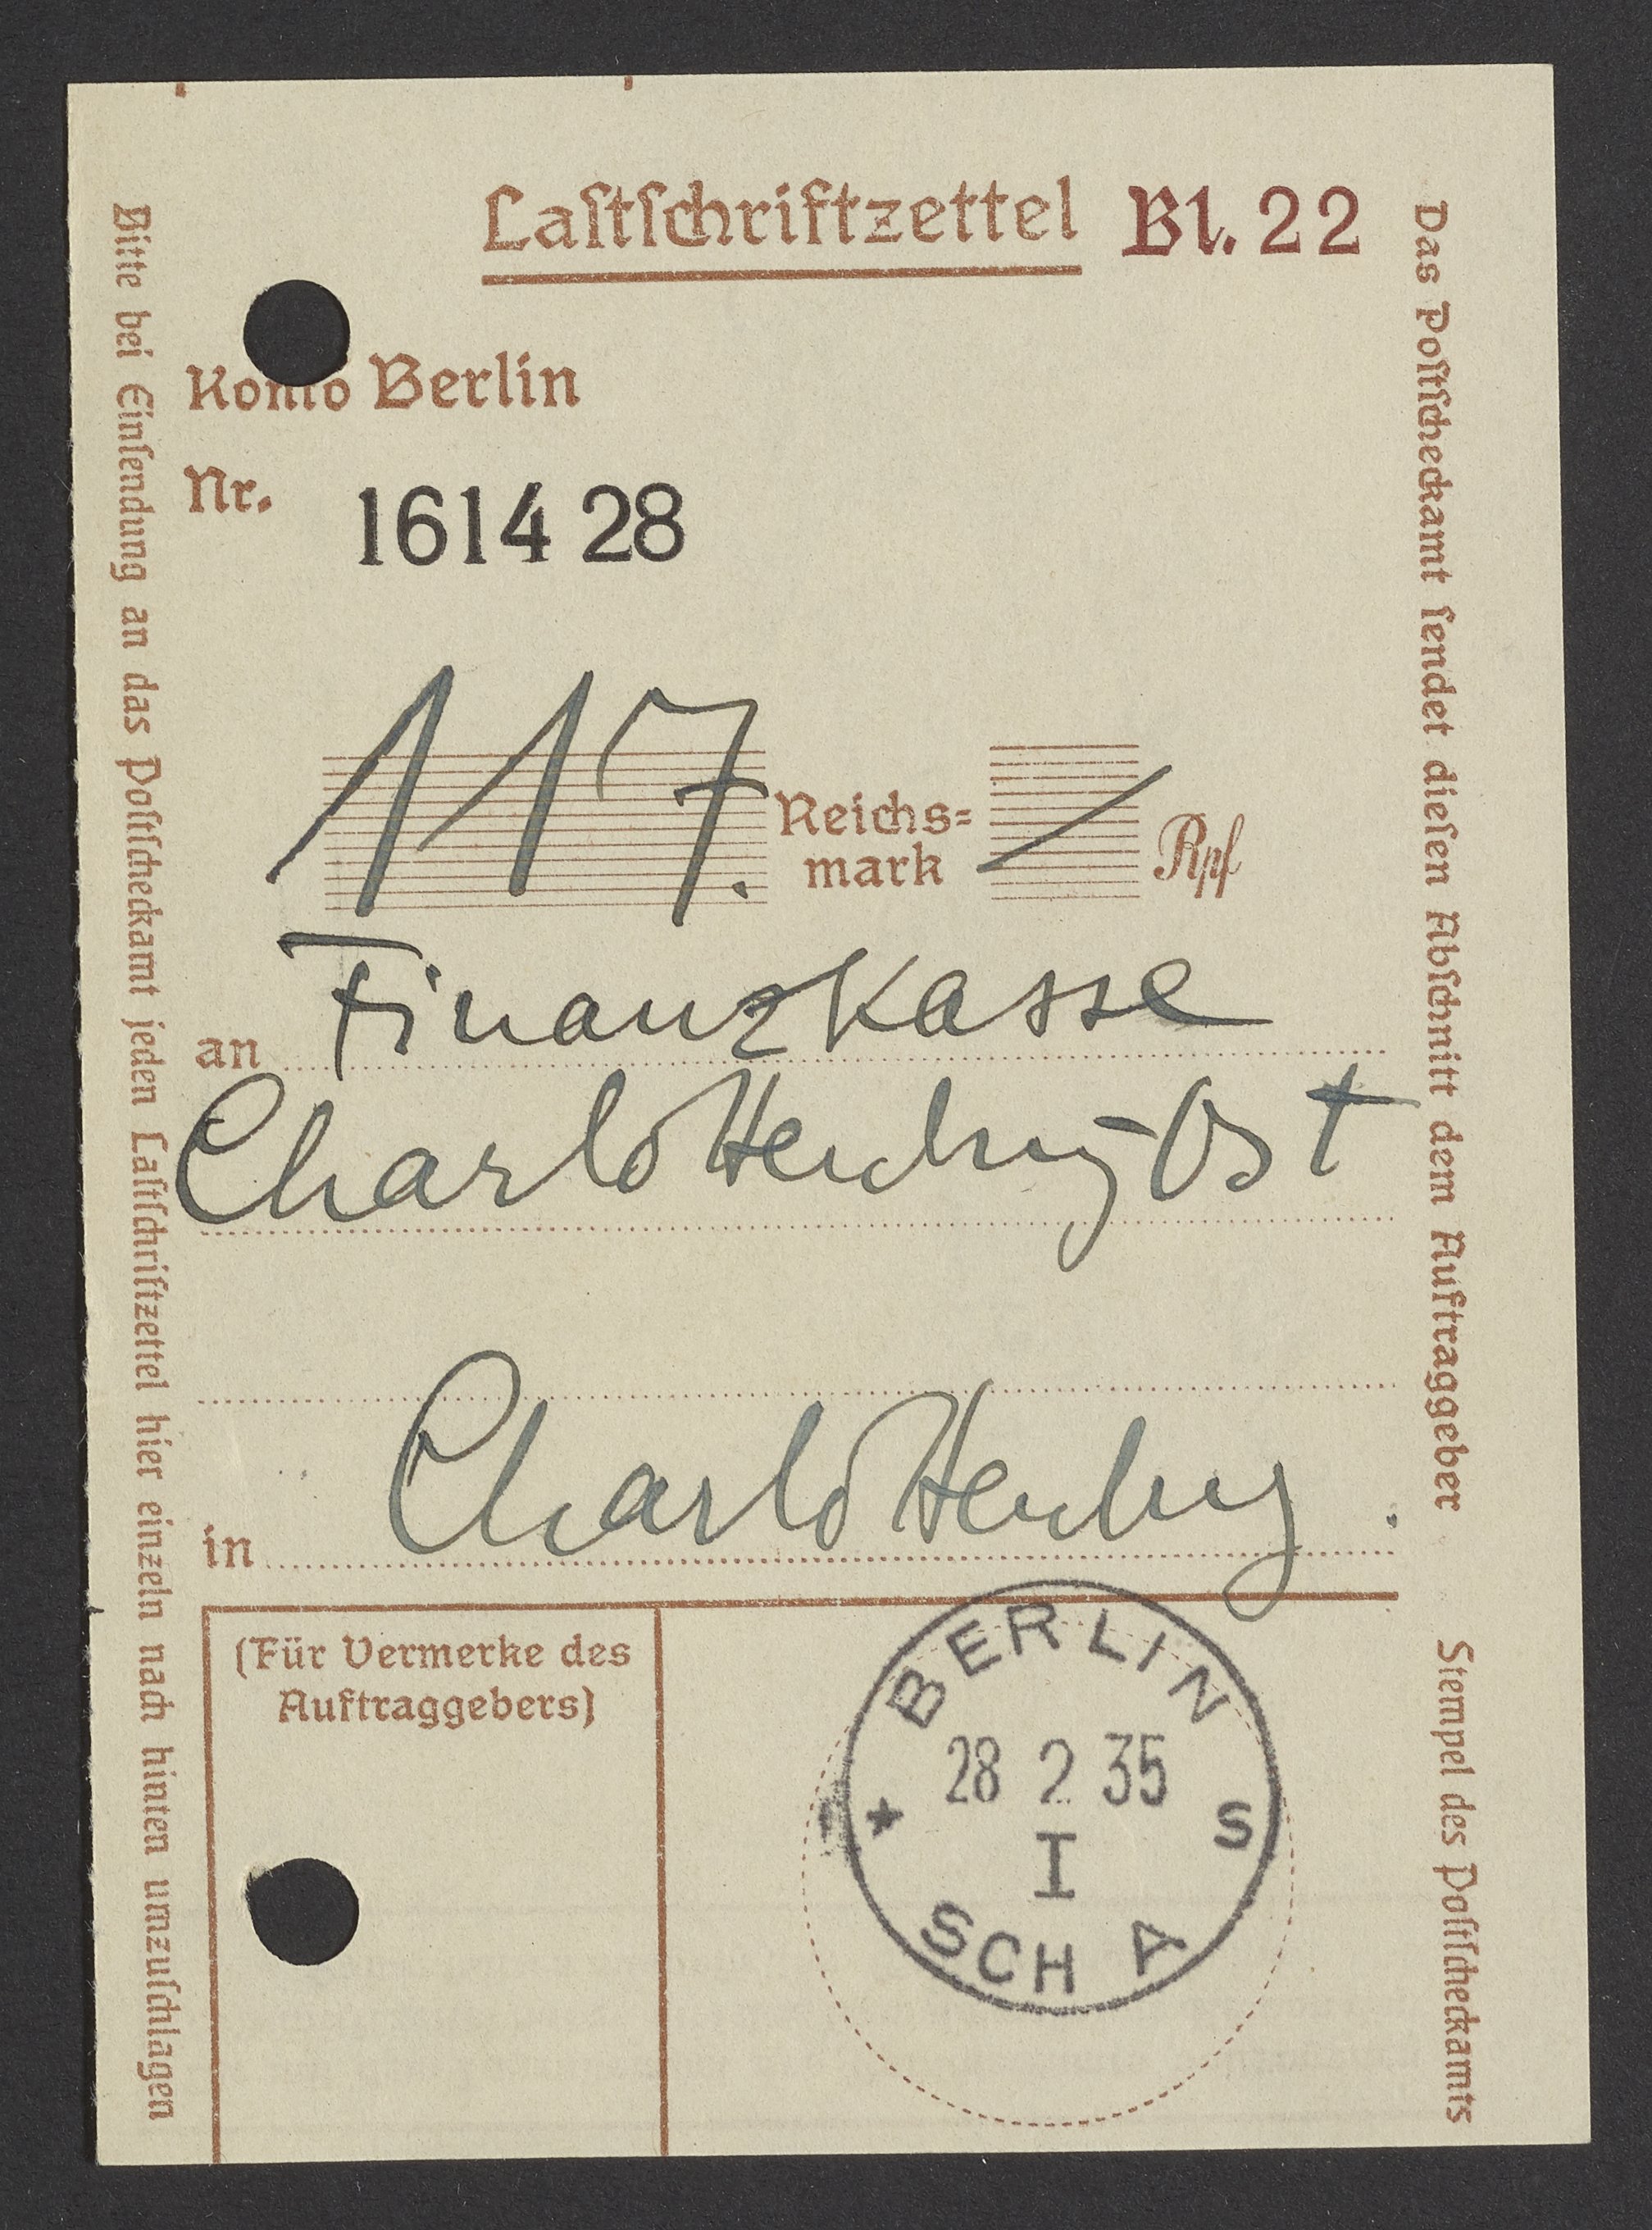 Lastschriftzettel Bl. 22
Konto Berlin
Nr. 1614 28
117. Reichs=
mark / Rpf
an Finanzkasse
Charlottenburg-Ost
in Charlottenburg
(Für Vermerke des
Auftraggebers)
BERLIN
28 2 35
* I S
SCH A
Bitte bei Einsendung an das Postscheckamt jeden Lastschriftzettel hier einzeln nach hinten umzuschlagen
Das Postscheckamt sendet diesen Abschnitt dem Auftraggeber
Stempel des Postscheckamts